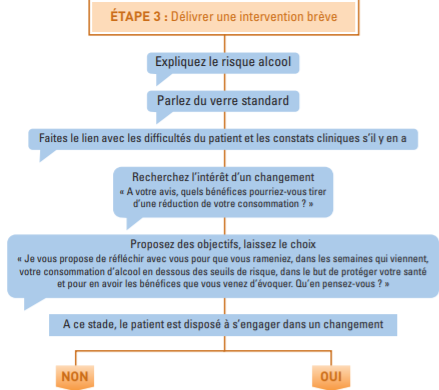 ÉTAPE 3 : Délivrer une intervention brève
Expliquez le risque alcool
Parlez du verre standard
Faites le lien avec les difficultés du patient et les constats cliniques s'il y en a
Recherchez l'intérêt d'un changement
« A votre avis, quels bénéfices pourriez-vous tirer
d'une réduction de votre consommation ? »
Proposez des objectifs, laissez le choix
« Je vous propose de réfléchir avec vous pour que vous rameniez, dans les semaines qui viennent,
votre consommation d'alcool en dessous des seuils de risque, dans le but de protéger votre santé
et pour en avoir les bénéfices que vous venez d'évoquer. Qu'en pensez-vous ? »
A ce stade, le patient est disposé à s'engager dans un changement
NON
OUI